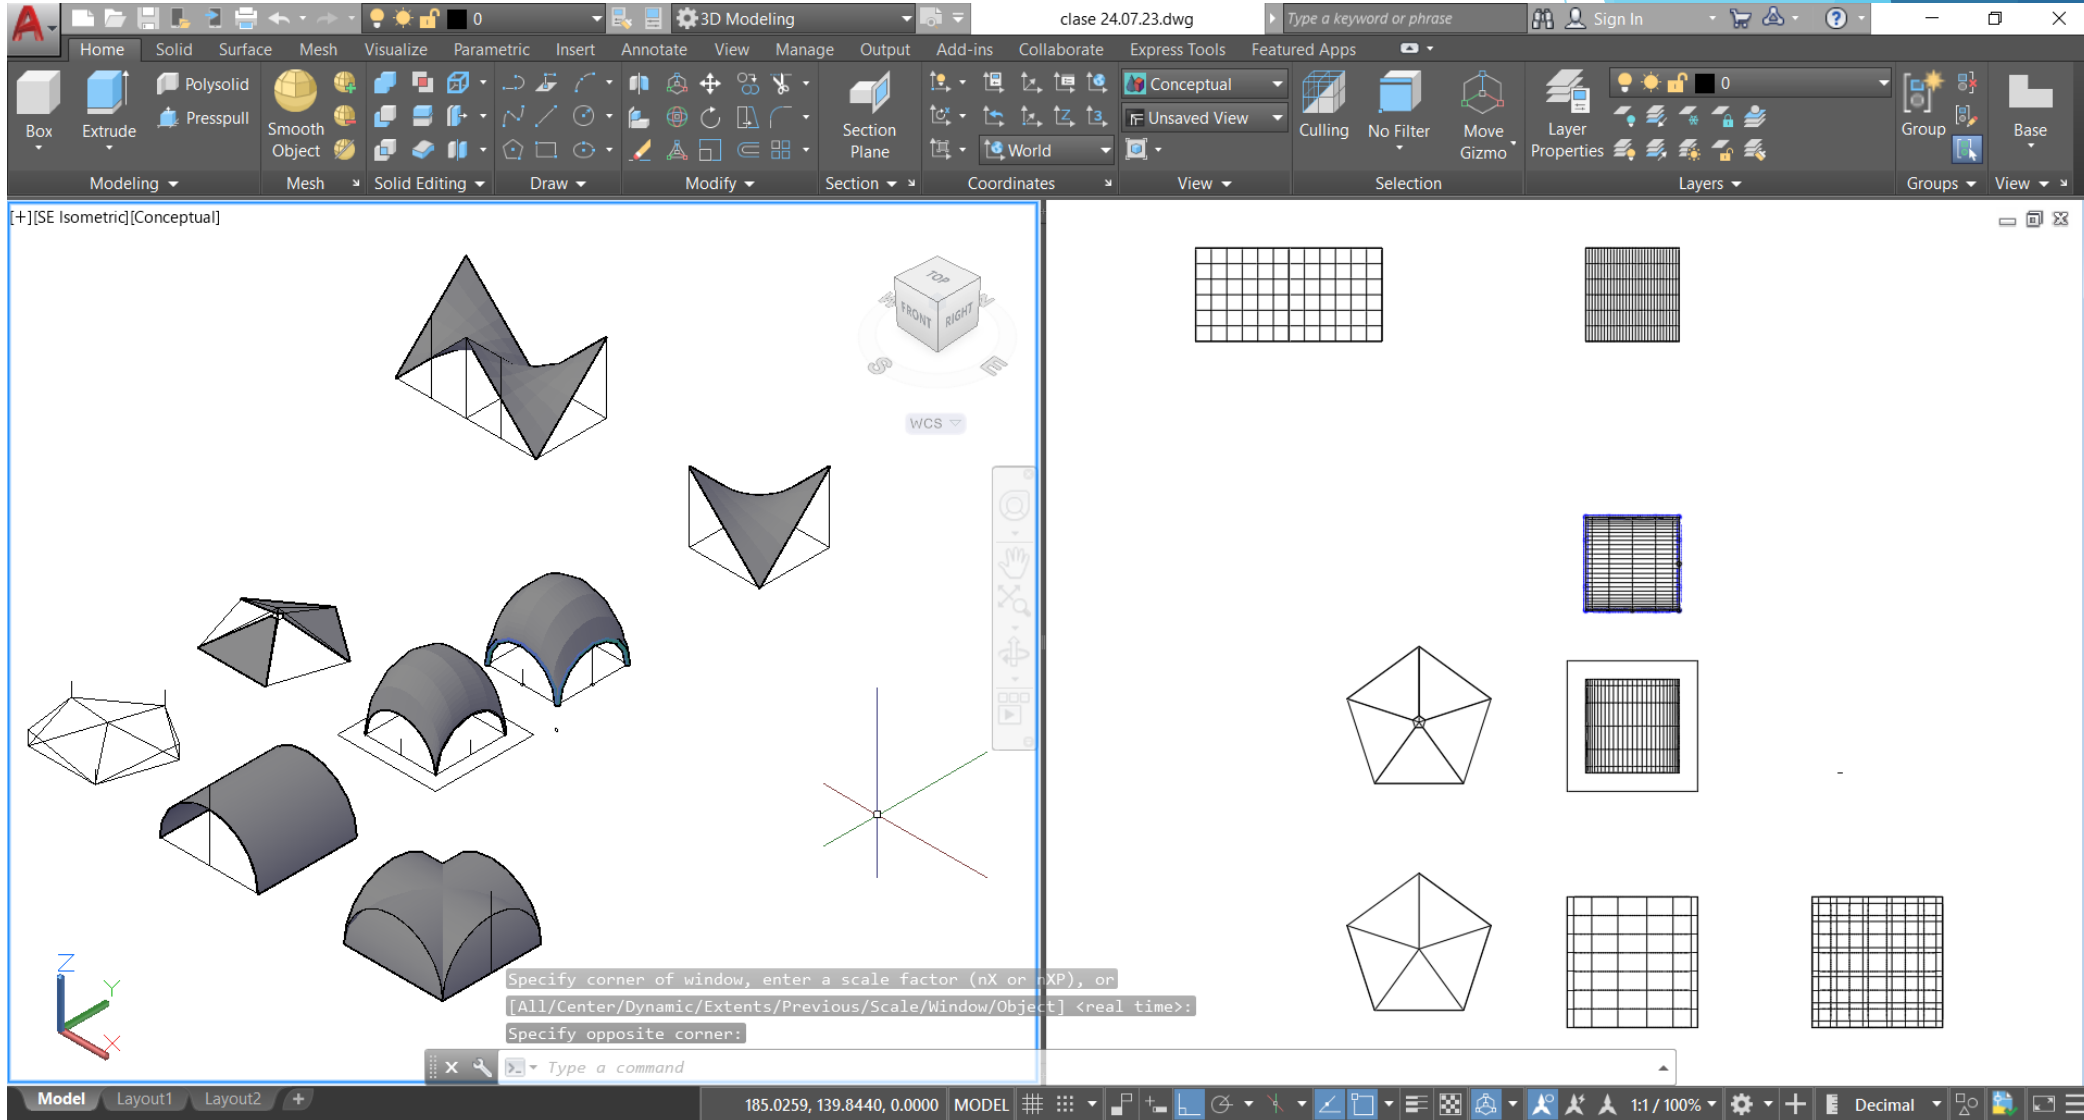 A
0
3D Modeling
clase 24.07.23.dwg
Type a keyword or phrase
Sign In
?
Home Solid Surface Mesh Visualize Parametric Insert Annotate View Manage Output Add-ins Collaborate Express Tools Featured Apps
Box
Extrude
Polysolid
Presspull
Smooth
Object
Section
Plane
World
Conceptual
Unsaved View
Culling
No Filter
Move
Gizmo
Layer
Properties
0
Group
Base
Modeling
Mesh
Solid Editing
Draw
Modify
Section
Coordinates
View
Selection
Layers
Groups
View
[+][SE Isometric][Conceptual]
TOP
FRONT
RIGHT
W
N
S
E
WCS
Z
Y
X
Specify corner of window, enter a scale factor (nX or nXP), or
[All/Center/Dynamic/Extents/Previous/Scale/Window/Object] <real time>:
Specify opposite corner:
Type a command
Model Layout1 Layout2 +
185.0259, 139.8440, 0.0000 MODEL
1:1 / 100%
Decimal